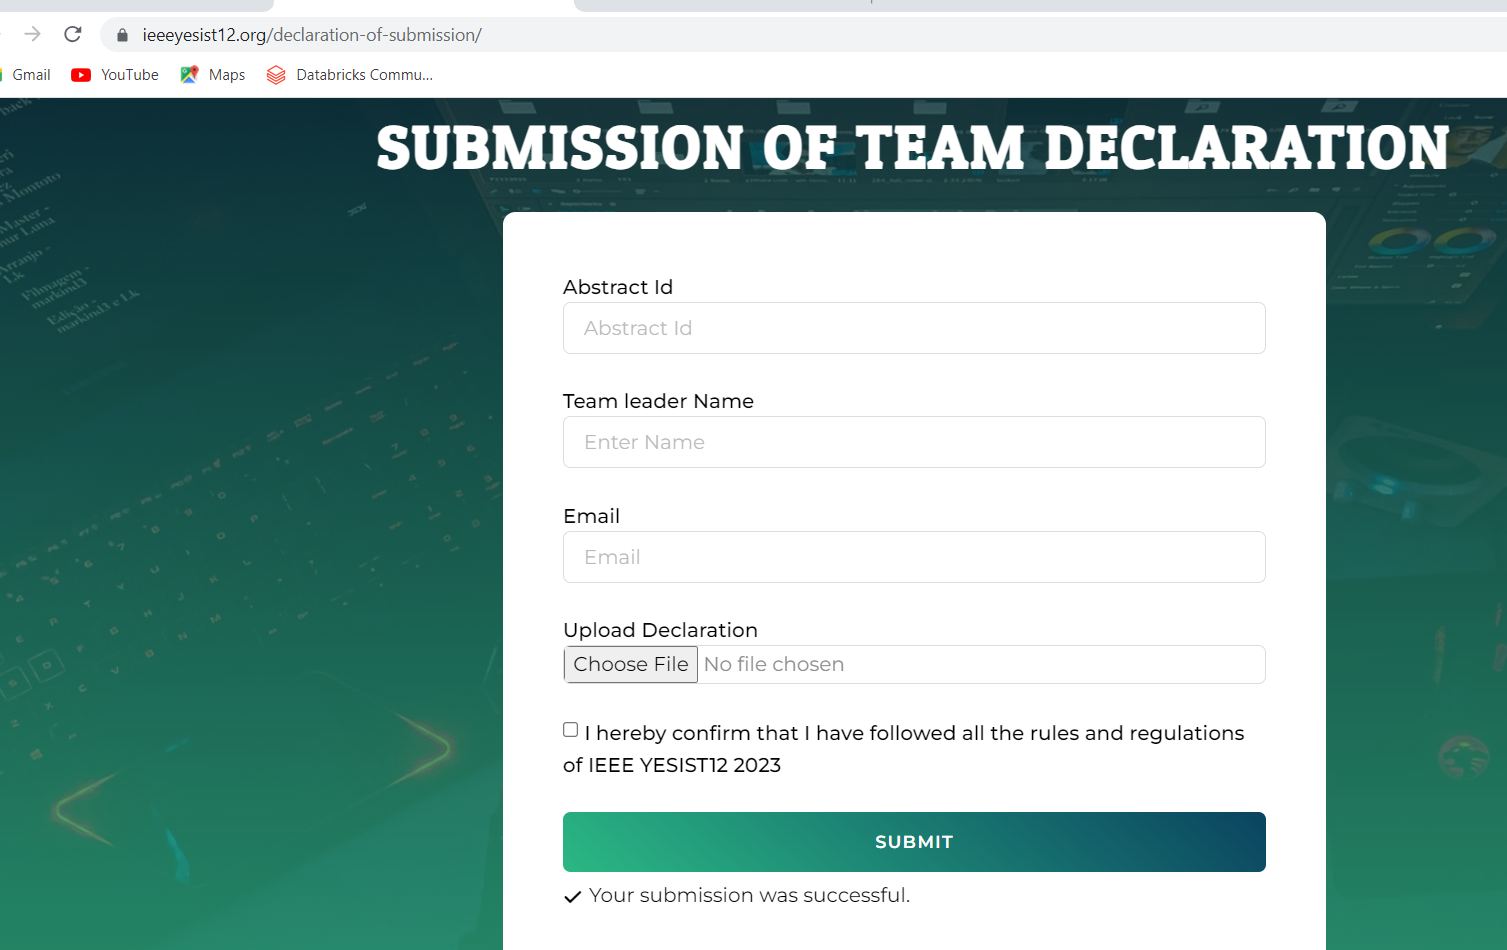 ieeeyesist12.org/declaration-of-submission/
Gmail YouTube Maps Databricks Commu...
SUBMISSION OF TEAM DECLARATION
Abstract Id
Abstract Id
Team leader Name
Enter Name
Email
Email
Upload Declaration
Choose File No file chosen
I hereby confirm that I have followed all the rules and regulations
of IEEE YESIST12 2023
SUBMIT
Your submission was successful.